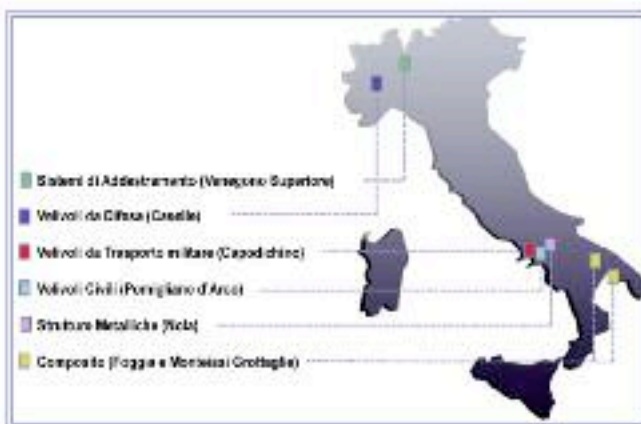 Sistemi di Addestramento (Venegono Superiore)
Velivoli da Difesa (Caselle)
Velivoli da Trasporto militare (Capodichino)
Velivoli Civili (Pomigliano d'Arco)
Strutture Metalliche (Nola)
Composito (Foggia e Monteiasi Grottaglie)